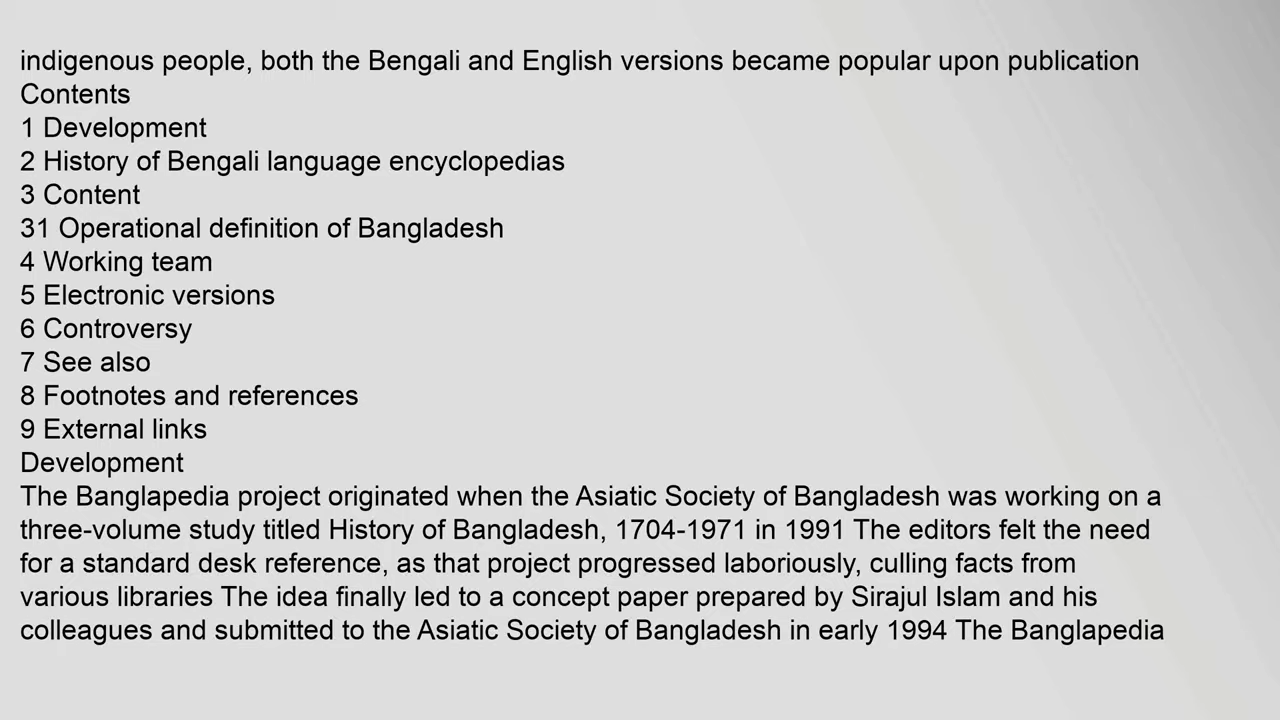 indigenous people, both the Bengali and English versions became popular upon publication
Contents
1 Development
2 History of Bengali language encyclopedias
3 Content
31 Operational definition of Bangladesh
4 Working team
5 Electronic versions
6 Controversy
7 See also
8 Footnotes and references
9 External links
Development
The Banglapedia project originated when the Asiatic Society of Bangladesh was working on a
three-volume study titled History of Bangladesh, 1704-1971 in 1991 The editors felt the need
for a standard desk reference, as that project progressed laboriously, culling facts from
various libraries The idea finally led to a concept paper prepared by Sirajul Islam and his
colleagues and submitted to the Asiatic Society of Bangladesh in early 1994 The Banglapedia